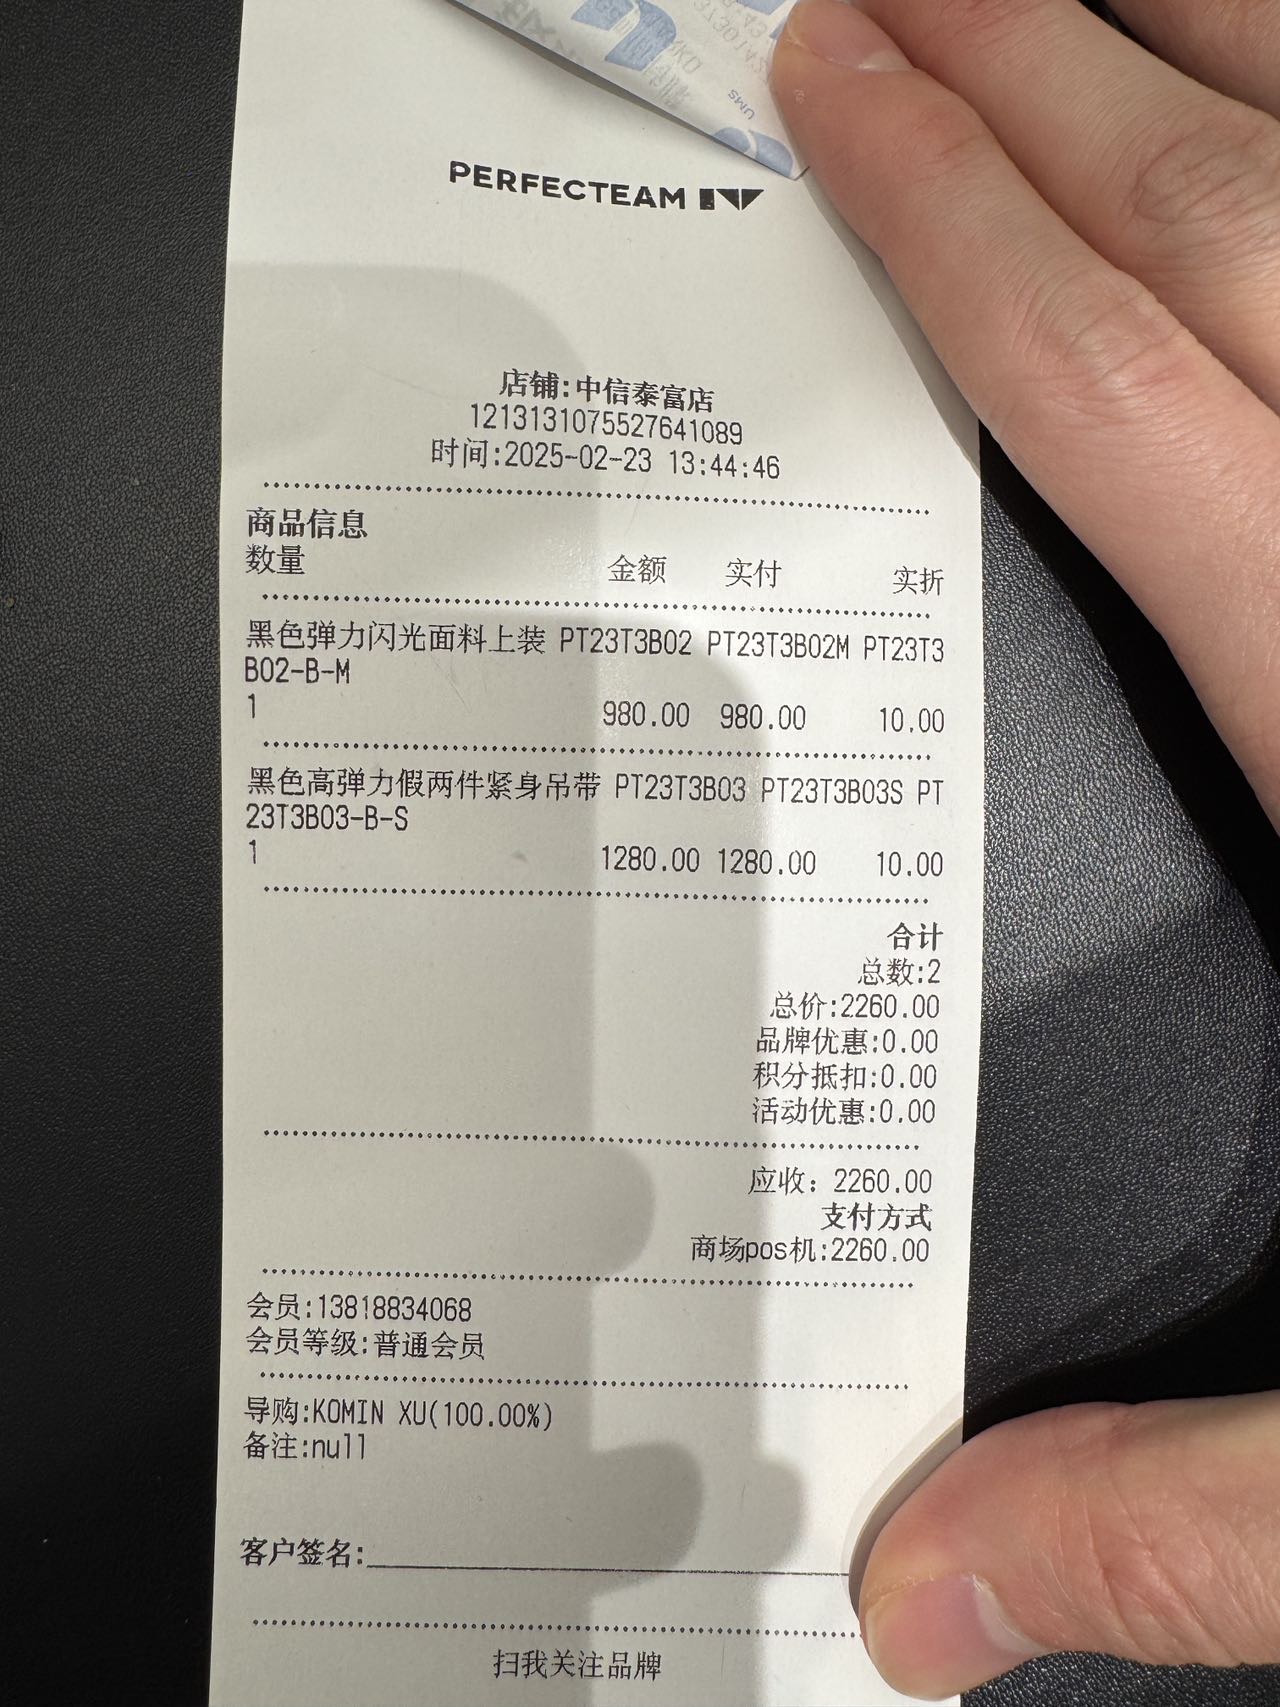 UMS
PERFECTEAM
店铺:中信泰富店
1213131075527641089
时间:2025-02-23 13:44:46
商品信息
数量 金额 实付 实折
黑色弹力闪光面料上装 PT23T3B02 PT23T3B02M PT23T3
B02-B-M
1 980.00 980.00 10.00
黑色高弹力假两件紧身吊带 PT23T3B03 PT23T3B03S PT
23T3B03-B-S
1 1280.00 1280.00 10.00
合计
总数:2
总价:2260.00
品牌优惠:0.00
积分抵扣:0.00
活动优惠:0.00
应收：2260.00
支付方式
商场pos机:2260.00
会员:13818834068
会员等级:普通会员
导购:KOMIN XU(100.00%)
备注:null
客户签名:
扫我关注品牌